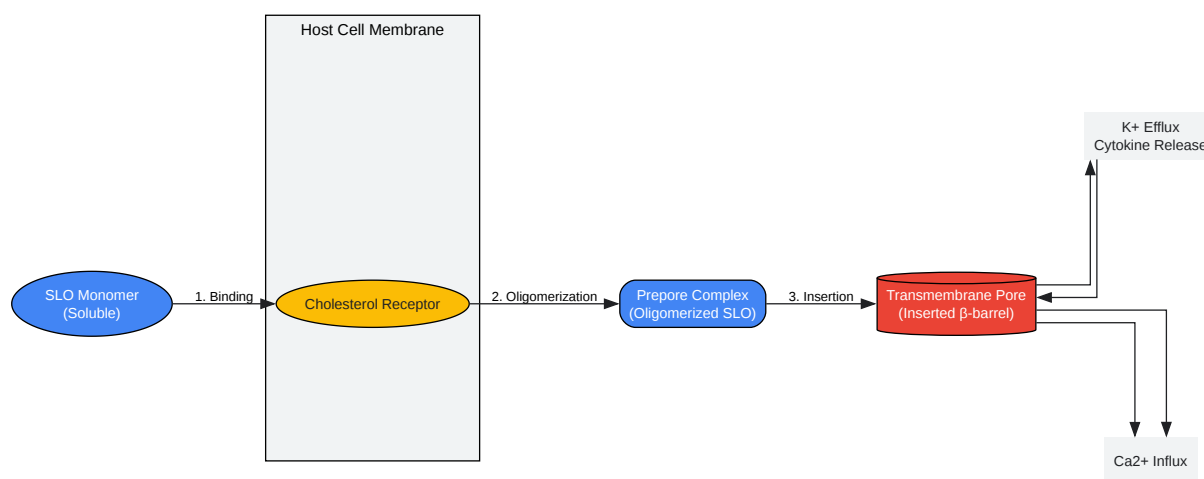 Host Cell Membrane
K+ Efflux
Cytokine Release
SLO Monomer
(Soluble)
1. Binding
Cholesterol Receptor
2. Oligomerization
Prepore Complex
(Oligomerized SLO)
3. Insertion
Transmembrane Pore
(Inserted β-barrel)
Ca2+ Influx